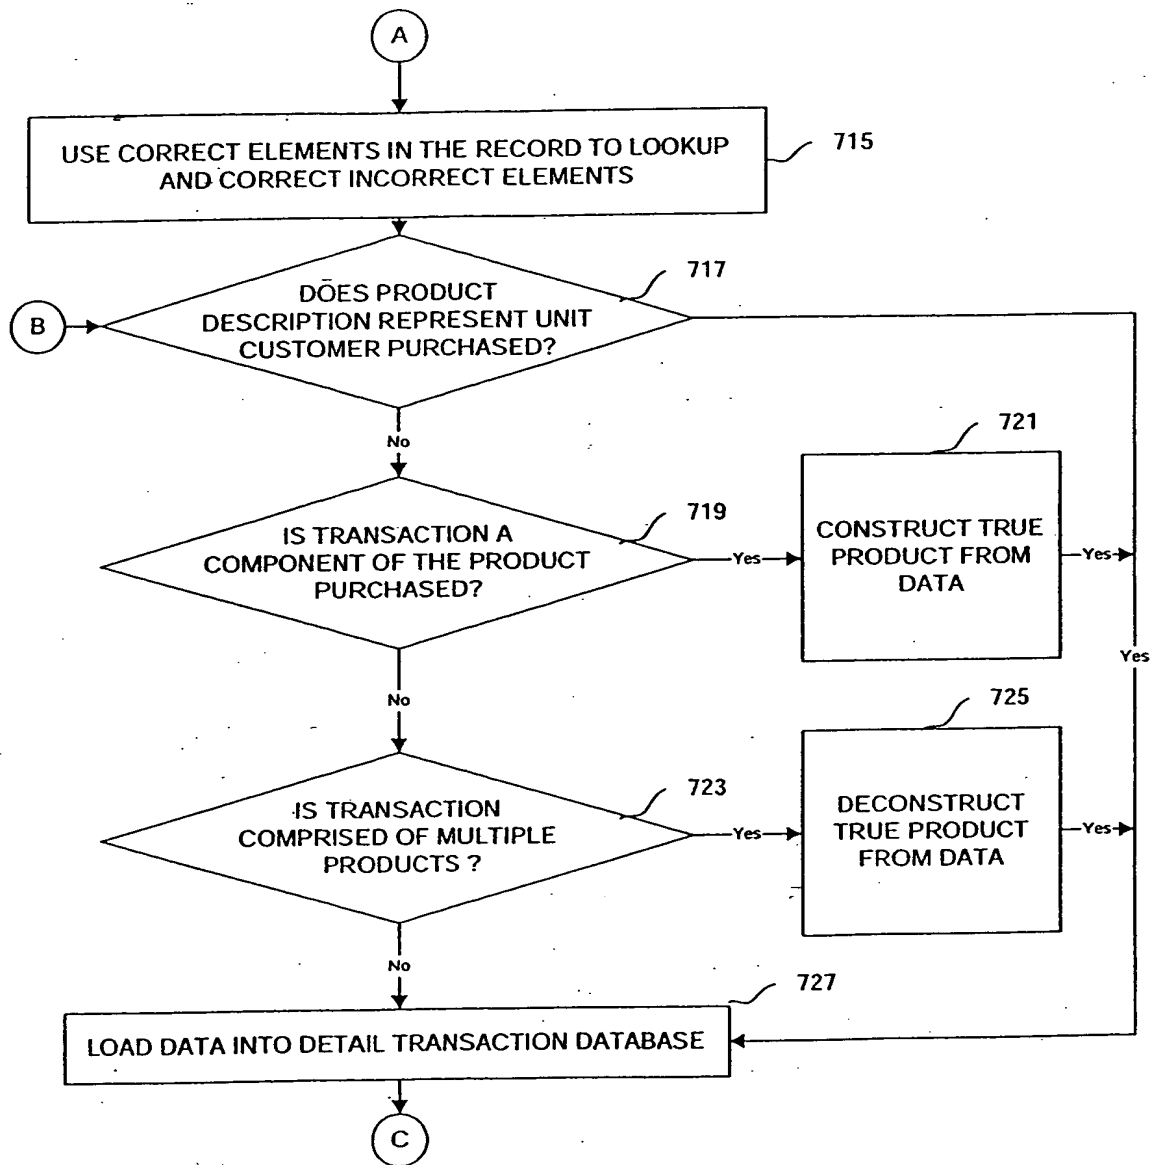 A
USE CORRECT ELEMENTS IN THE RECORD TO LOOKUP
AND CORRECT INCORRECT ELEMENTS
715
717
DOES PRODUCT
DESCRIPTION REPRESENT UNIT
CUSTOMER PURCHASED?
B
No
721
719
IS TRANSACTION A
COMPONENT OF THE PRODUCT
PURCHASED?
Yes
CONSTRUCT TRUE
PRODUCT FROM
DATA
Yes
Yes
No
725
723
IS TRANSACTION
COMPRISED OF MULTIPLE
PRODUCTS ?
Yes
DECONSTRUCT
TRUE PRODUCT
FROM DATA
Yes
No
727
LOAD DATA INTO DETAIL TRANSACTION DATABASE
C